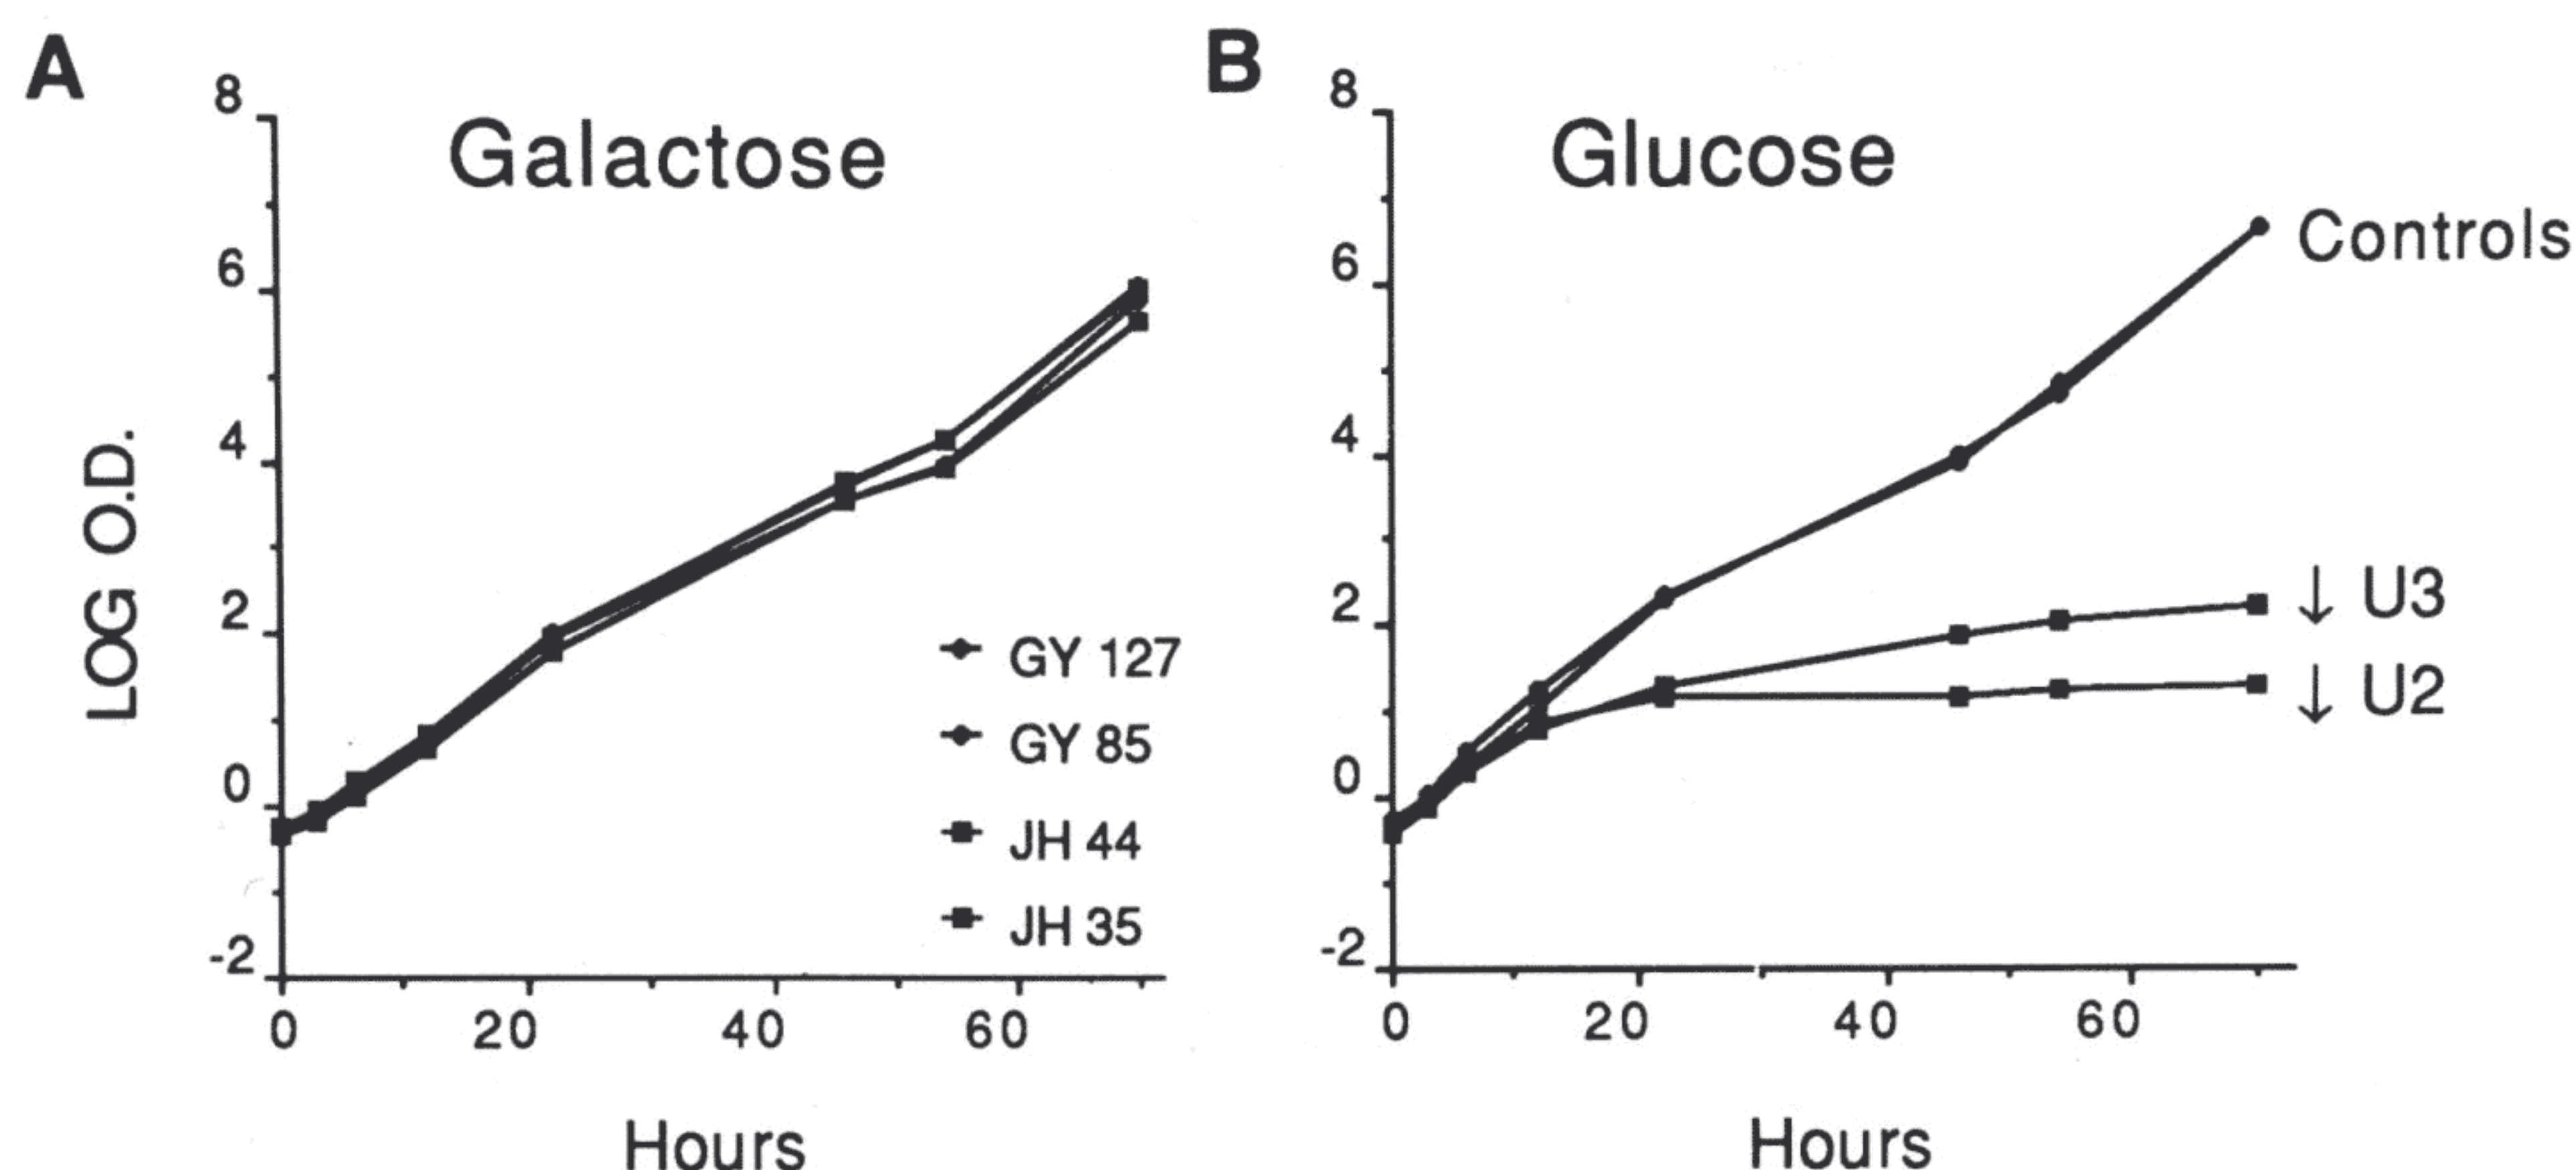 A
Galactose
8
6
4
2
0
-2
LOG O.D.
GY 127
GY 85
JH 44
JH 35
0 20 40 60
Hours
B
Glucose
8
6
4
2
0
-2
Controls
↓ U3
↓ U2
0 20 40 60
Hours